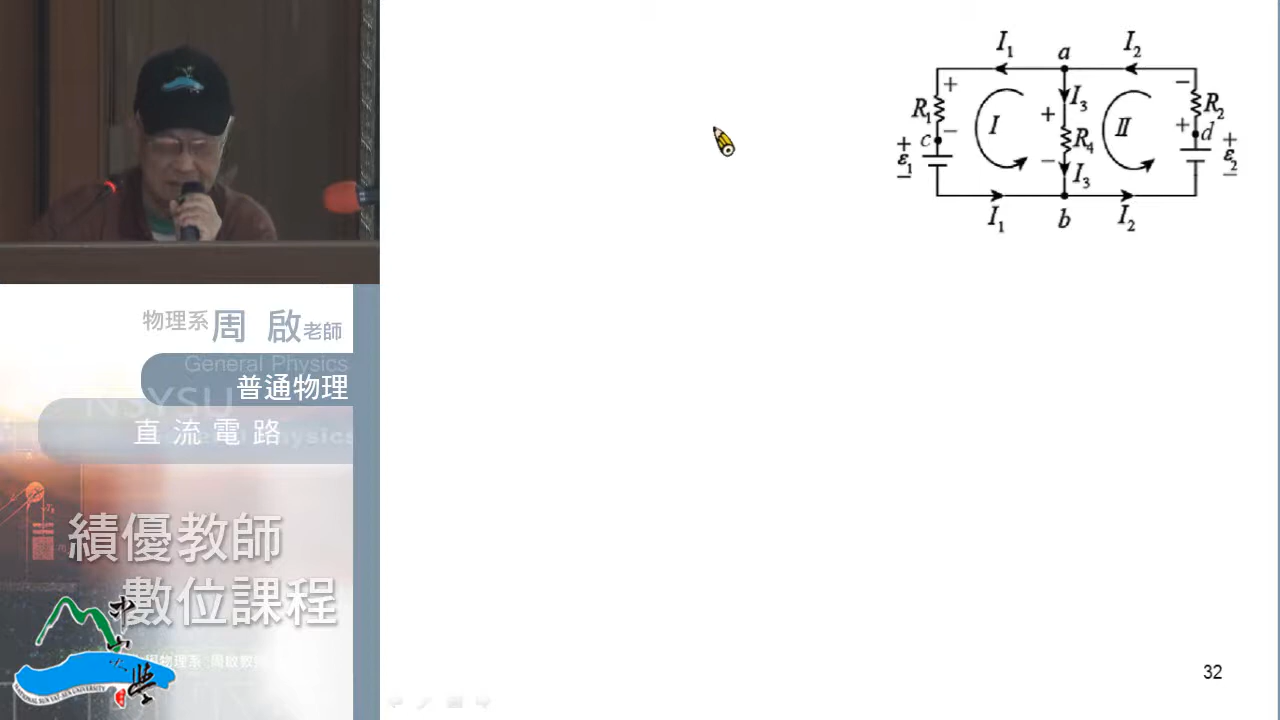 物理系周 啟老師
General Physics
普通物理
NSYSU
直流電路
績優教師
數位課程
I₁ a I₂
R₁ + − I I₃ + R₄ − I₃ II − R₂ + d
c + ε₁ − + ε₂ −
I₁ b I₂
32